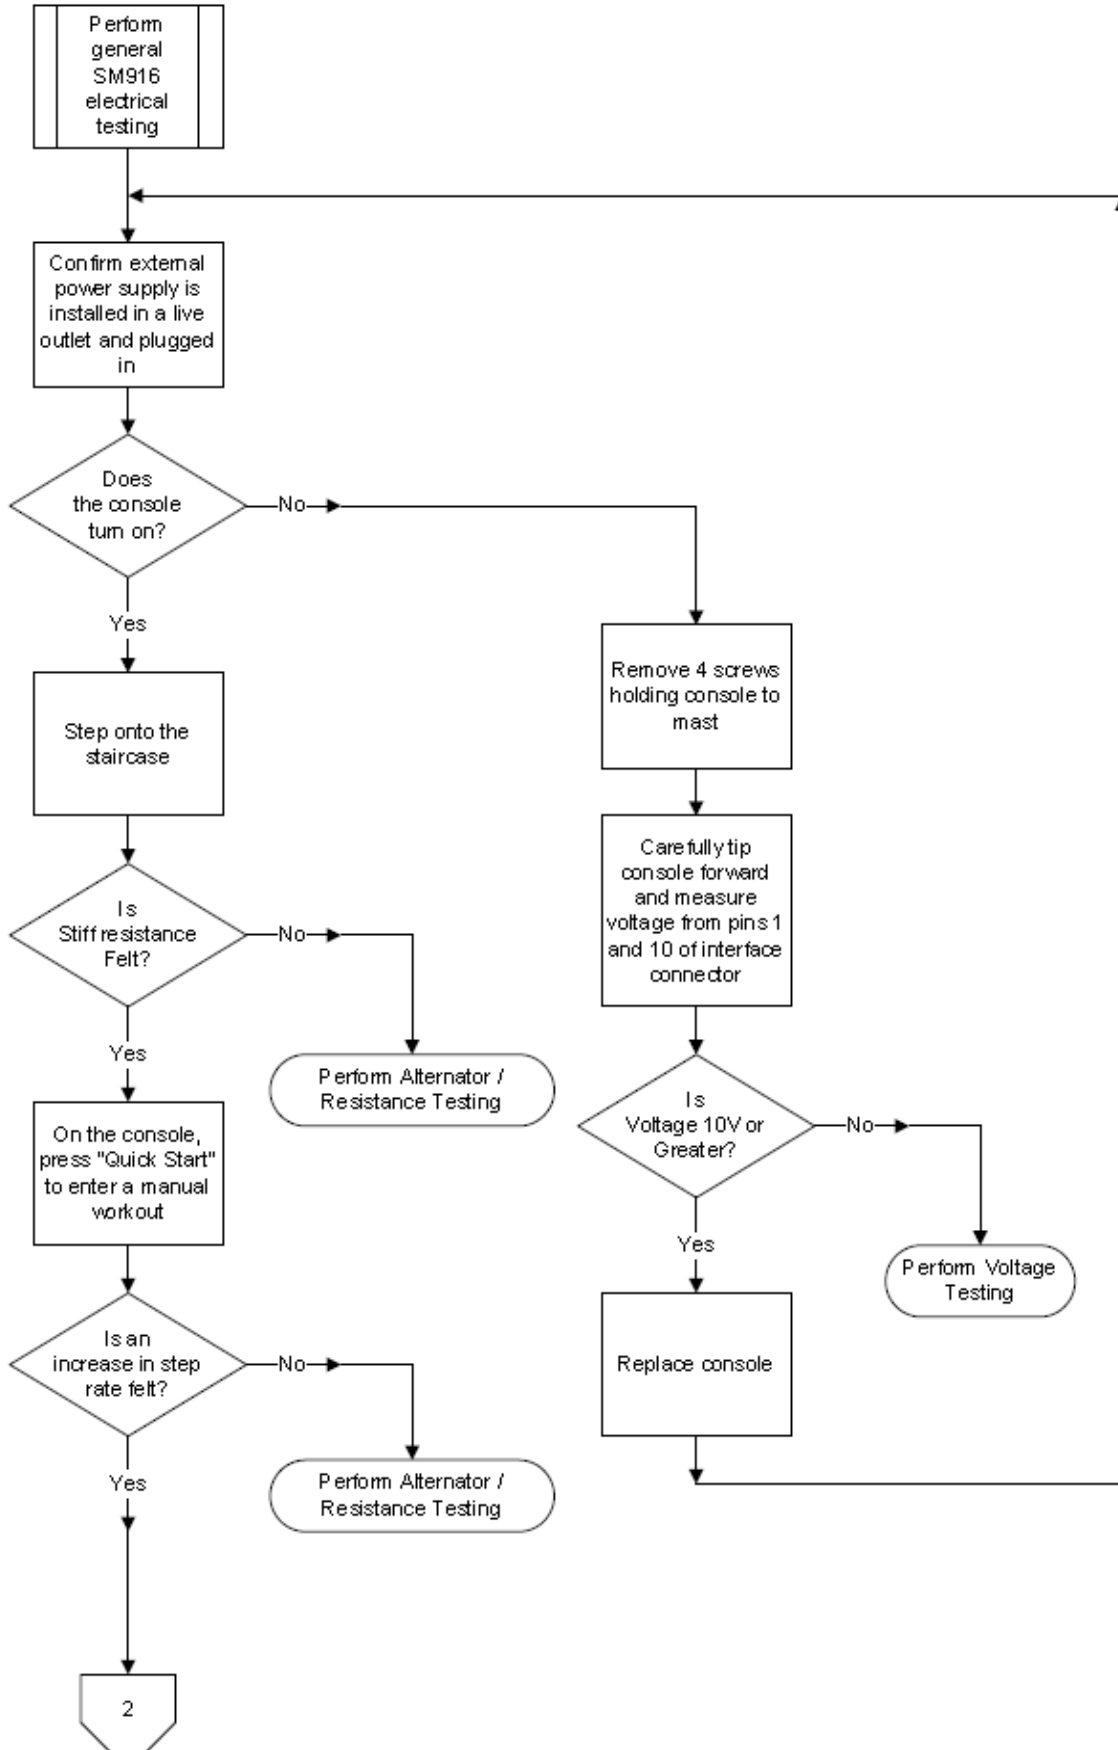 Perform
general
SM916
electrical
testing
Confirm external
power supply is
installed in a live
outlet and plugged
in
Does
the console
turn on?
No
Yes
Step onto the
staircase
Is
Stiff resistance
Felt?
No
Yes
Perform Alternator /
Resistance Testing
On the console,
press "Quick Start"
to enter a manual
workout
Is an
increase in step
rate felt?
No
Yes
Perform Alternator /
Resistance Testing
2
Remove 4 screws
holding console to
mast
Carefully tip
console forward
and measure
voltage from pins 1
and 10 of interface
connector
Is
Voltage 10V or
Greater?
No
Yes
Perform Voltage
Testing
Replace console